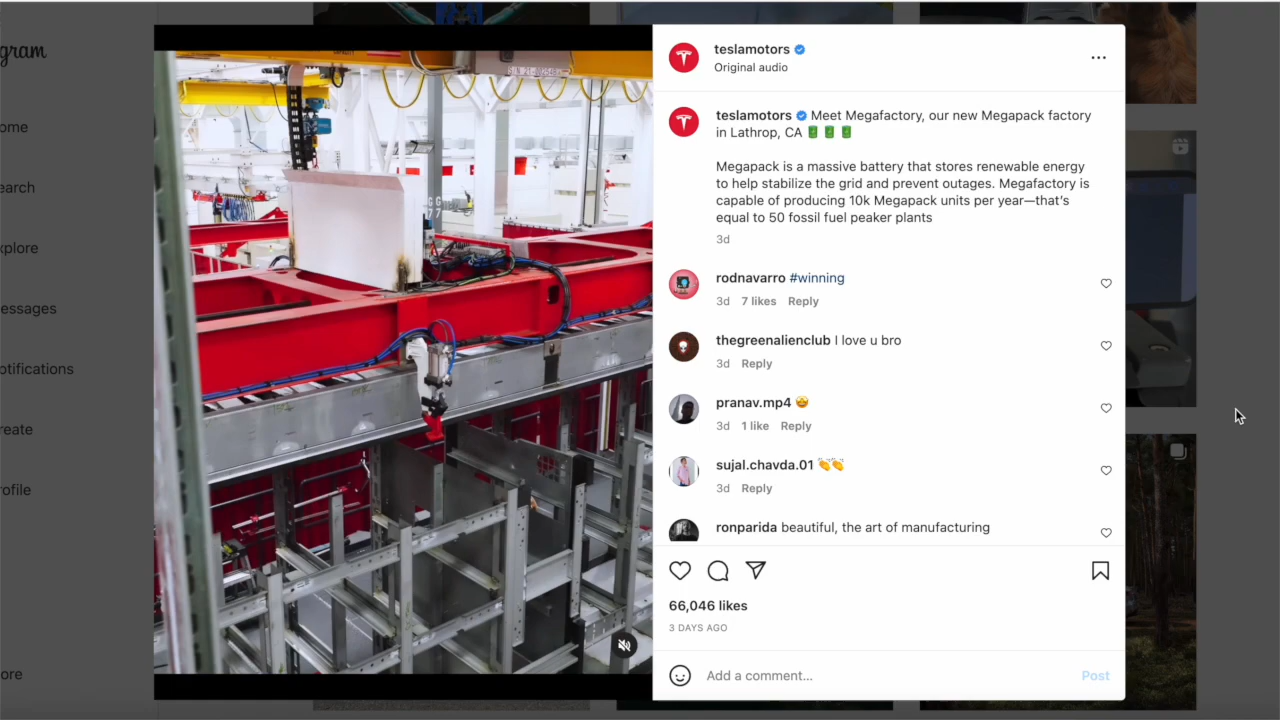 gram
ome
earch
xplore
essages
otifications
reate
rofile
ore
teslamotors
Original audio
teslamotors Meet Megafactory, our new Megapack factory
in Lathrop, CA 🔋 🔋 🔋
Megapack is a massive battery that stores renewable energy
to help stabilize the grid and prevent outages. Megafactory is
capable of producing 10k Megapack units per year—that's
equal to 50 fossil fuel peaker plants
3d
rodnavarro #winning
3d 7 likes Reply
thegreenalienclub I love u bro
3d Reply
pranav.mp4 🤩
3d 1 like Reply
sujal.chavda.01 👏👏
3d Reply
ronparida beautiful, the art of manufacturing
66,046 likes
3 DAYS AGO
Add a comment...
Post